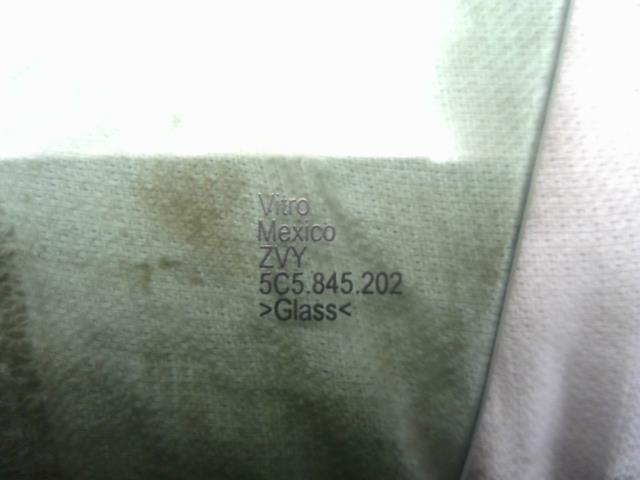 Vitro
Mexico
ZVY
5C5.845.202
>Glass<